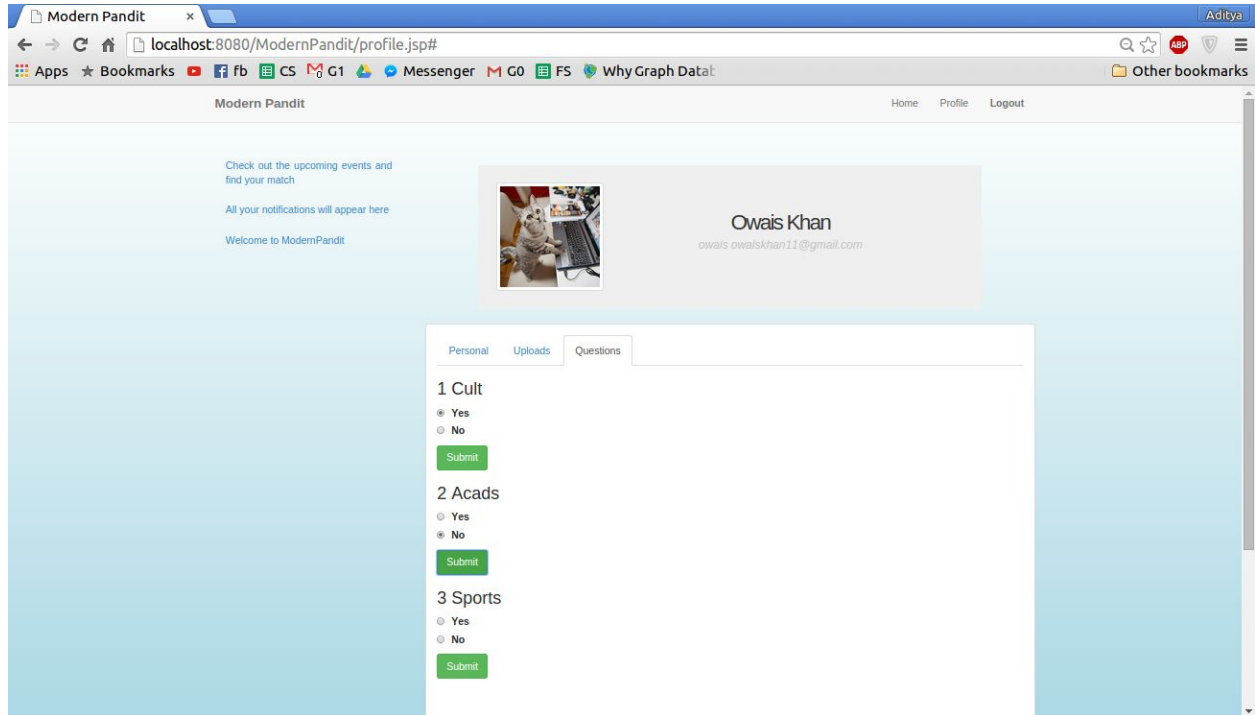 Modern Pandit
Aditya
localhost:8080/ModernPandit/profile.jsp#
ABP
Apps Bookmarks fb CS G1 Messenger G0 FS Why Graph Datab Other bookmarks
Modern Pandit Home Profile Logout
Check out the upcoming events and
find your match
All your notifications will appear here
Welcome to ModernPandit
Owais Khan
owais owaiskhan11@gmail.com
Personal Uploads Questions
1 Cult
Yes
No
Submit
2 Acads
Yes
No
Submit
3 Sports
Yes
No
Submit